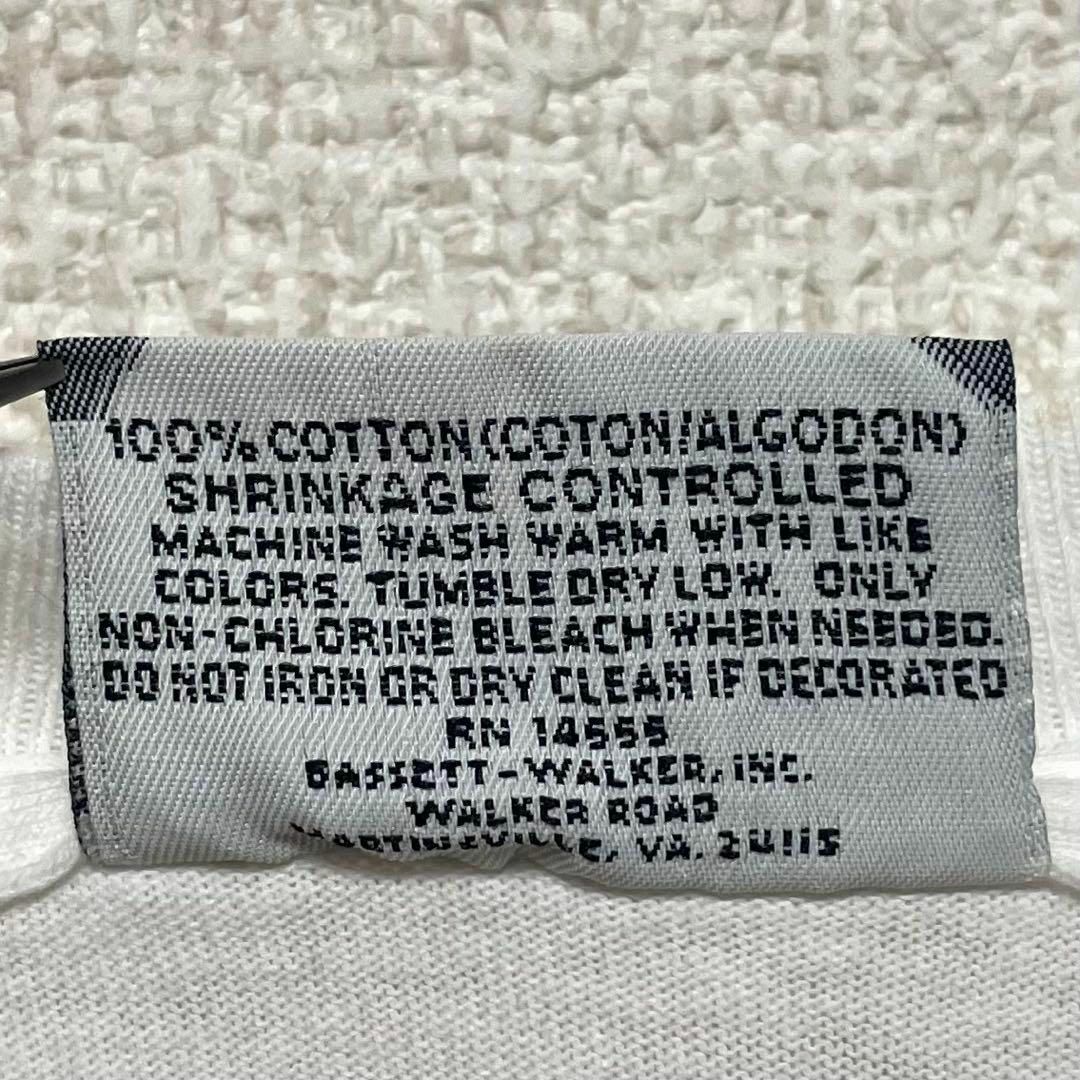 100% COTTON (COTON/ALGODON)
SHRINKAGE CONTROLLED
MACHINE WASH WARM WITH LIKE
COLORS. TUMBLE DRY LOW. ONLY
NON-CHLORINE BLEACH WHEN NEEDED.
DO NOT IRON OR DRY CLEAN IF DECORATED
RN 14555
BASSETT-WALKER, INC.
WALKER ROAD
MARTINSVILLE, VA. 24115